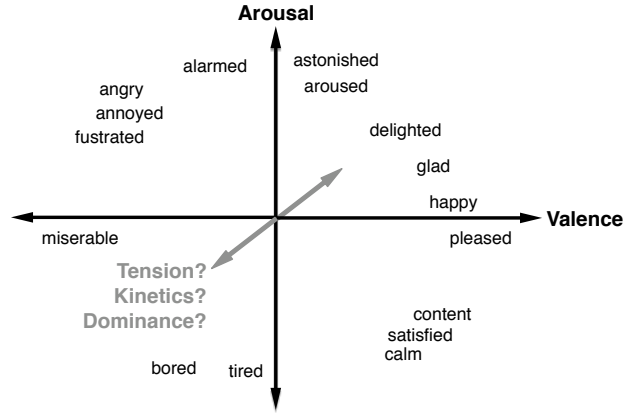 Arousal
alarmed
astonished
aroused
angry
annoyed
fustrated
delighted
glad
happy
Valence
miserable
pleased
Tension?
Kinetics?
Dominance?
content
satisfied
calm
bored
tired